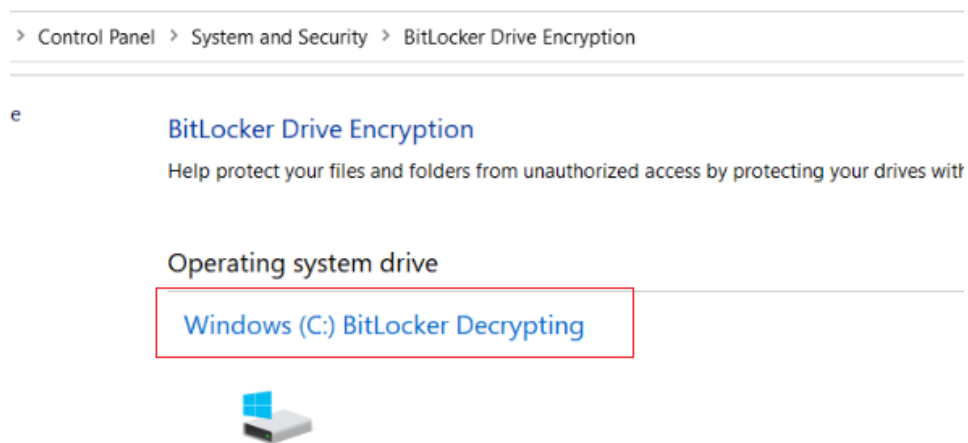 > Control Panel > System and Security > BitLocker Drive Encryption
e
BitLocker Drive Encryption
Help protect your files and folders from unauthorized access by protecting your drives with
Operating system drive
Windows (C:) BitLocker Decrypting